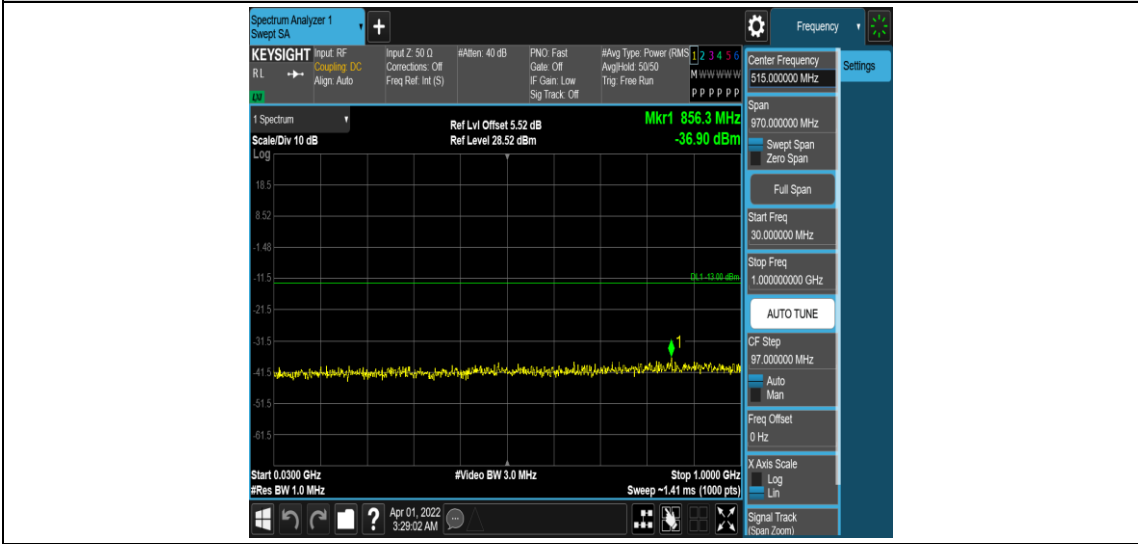 Spectrum Analyzer 1
Swept SA
+
Frequency
KEYSIGHT Input: RF Input Z: 50 Ω #Atten: 40 dB PNO: Fast #Avg Type: Power (RMS 1 2 3 4 5 6
RL Coupling: DC Corrections: Off Gate: Off Avg|Hold: 50/50 M W W W W W
Align: Auto Freq Ref: Int (S) IF Gain: Low Trig: Free Run
Sig Track: Off P P P P P P
1 Spectrum Ref Lvl Offset 5.52 dB Mkr1 856.3 MHz
Scale/Div 10 dB Ref Level 28.52 dBm -36.90 dBm
Log
18.5
8.52
-1.48
-11.5 DL1 -13.00 dBm
-21.5
-31.5
1
-41.5
-51.5
-61.5
Start 0.0300 GHz #Video BW 3.0 MHz Stop 1.0000 GHz
#Res BW 1.0 MHz Sweep ~1.41 ms (1000 pts)
? Apr 01, 2022
3:29:02 AM
Center Frequency
515.000000 MHz
Settings
Span
970.000000 MHz
Swept Span
Zero Span
Full Span
Start Freq
30.000000 MHz
Stop Freq
1.000000000 GHz
AUTO TUNE
CF Step
97.000000 MHz
Auto
Man
Freq Offset
0 Hz
X Axis Scale
Log
Lin
Signal Track
(Span Zoom)